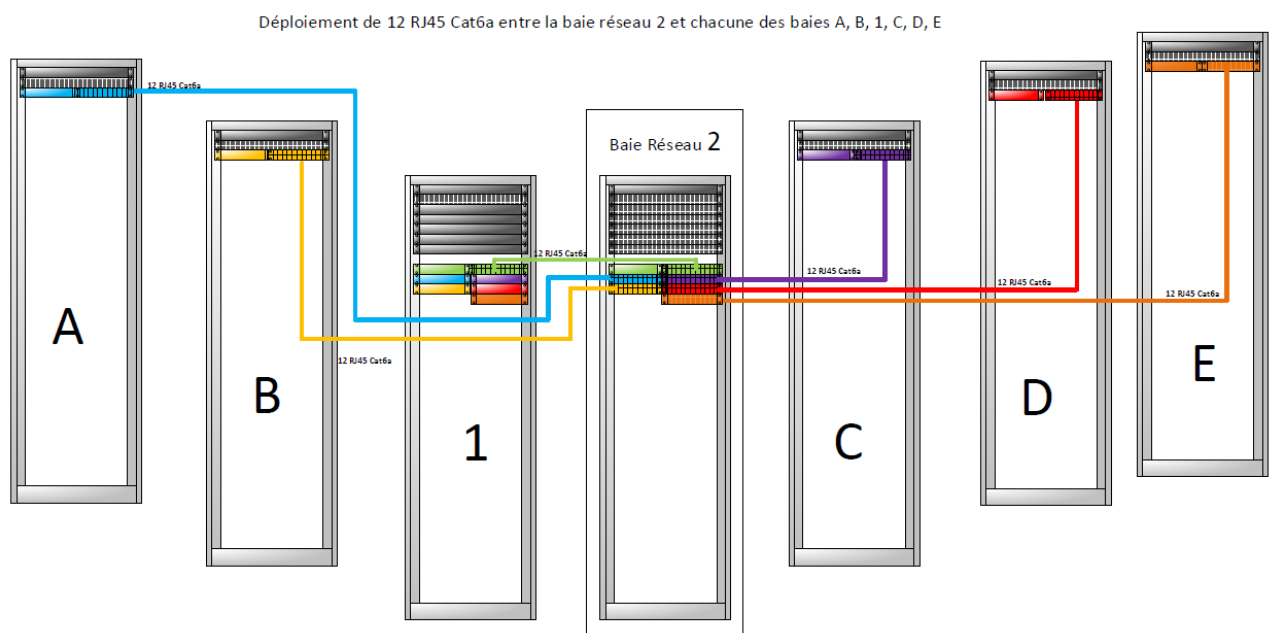 Déploiement de 12 RJ45 Cat6a entre la baie réseau 2 et chacune des baies A, B, 1, C, D, E
12 RJ45 Cat6a
Baie Réseau 2
12 RJ45 Cat6a
12 RJ45 Cat6a
12 RJ45 Cat6a
12 RJ45 Cat6a
12 RJ45 Cat6a
A
B
1
C
D
E